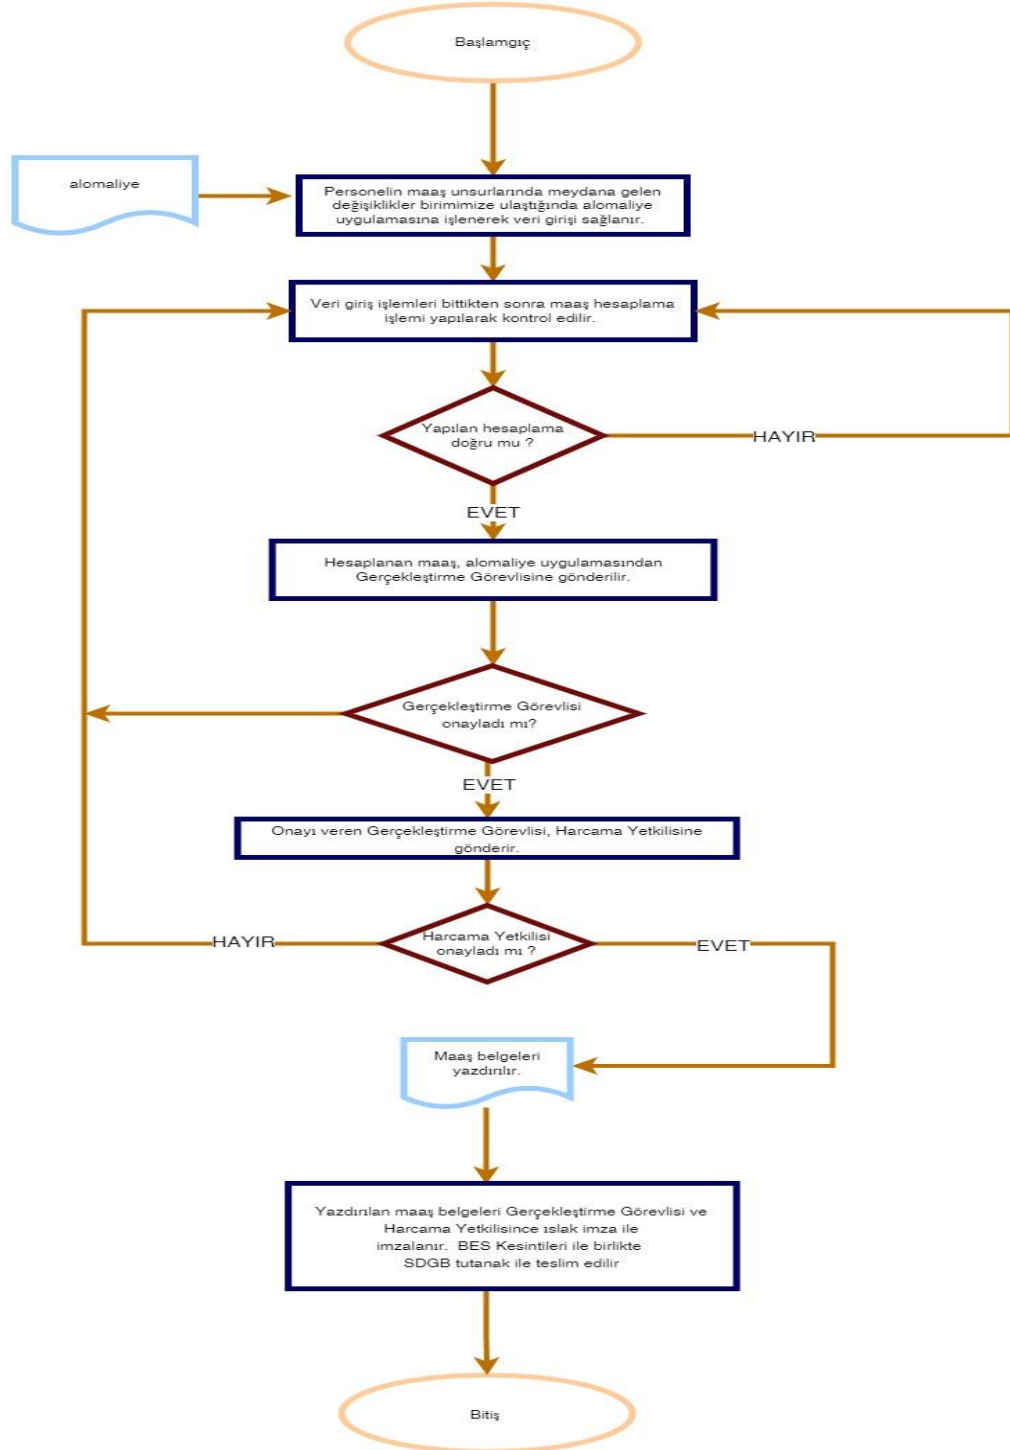 Başlamgıç
alomaliye
Personelin maaş unsurlarında meydana gelen
değişiklikler birimimize ulaştığında alomaliye
uygulamasına işlenerek veri girişi sağlanır.
Veri giriş işlemleri bittikten sonra maaş hesaplama
işlemi yapılarak kontrol edilir.
Yapılan hesaplama
doğru mu ?
HAYIR
EVET
Hesaplanan maaş, alomaliye uygulamasından
Gerçekleştirme Görevlisine gönderilir.
Gerçekleştirme Görevlisi
onayladı mı?
EVET
Onayı veren Gerçekleştirme Görevlisi, Harcama Yetkilisine
gönderir.
HAYIR
Harcama Yetkilisi
onayladı mı ?
EVET
Maaş belgeleri
yazdırılır.
Yazdırılan maaş belgeleri Gerçekleştirme Görevlisi ve
Harcama Yetkilisince ıslak imza ile
imzalanır. BES Kesintileri ile birlikte
SDGB tutanak ile teslim edilir
Bitiş